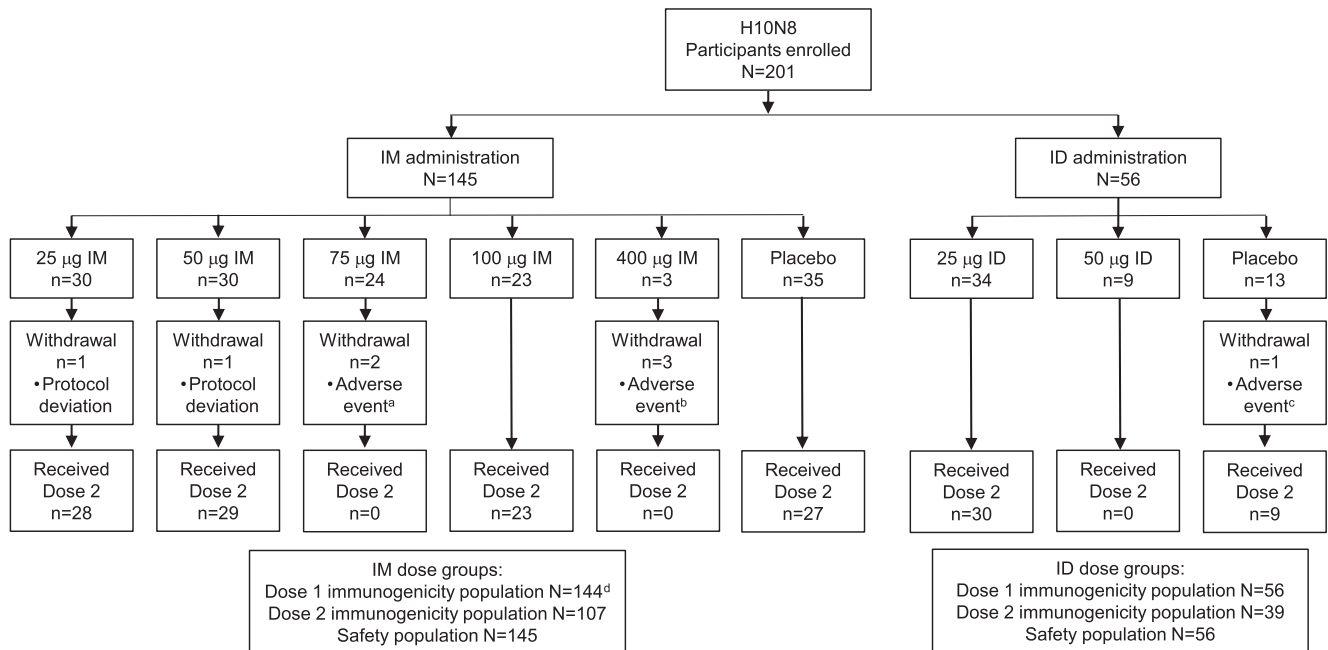 H10N8
Participants enrolled
N=201
IM administration
N=145
ID administration
N=56
25 μg IM
n=30
50 μg IM
n=30
75 μg IM
n=24
100 μg IM
n=23
400 μg IM
n=3
Placebo
n=35
25 μg ID
n=34
50 μg ID
n=9
Placebo
n=13
Withdrawal
n=1
• Protocol
deviation
Withdrawal
n=1
• Protocol
deviation
Withdrawal
n=2
• Adverse
eventᵃ
Withdrawal
n=3
• Adverse
eventᵇ
Withdrawal
n=1
• Adverse
eventᶜ
Received
Dose 2
n=28
Received
Dose 2
n=29
Received
Dose 2
n=0
Received
Dose 2
n=23
Received
Dose 2
n=0
Received
Dose 2
n=27
Received
Dose 2
n=30
Received
Dose 2
n=0
Received
Dose 2
n=9
IM dose groups:
Dose 1 immunogenicity population N=144ᵈ
Dose 2 immunogenicity population N=107
Safety population N=145
ID dose groups:
Dose 1 immunogenicity population N=56
Dose 2 immunogenicity population N=39
Safety population N=56